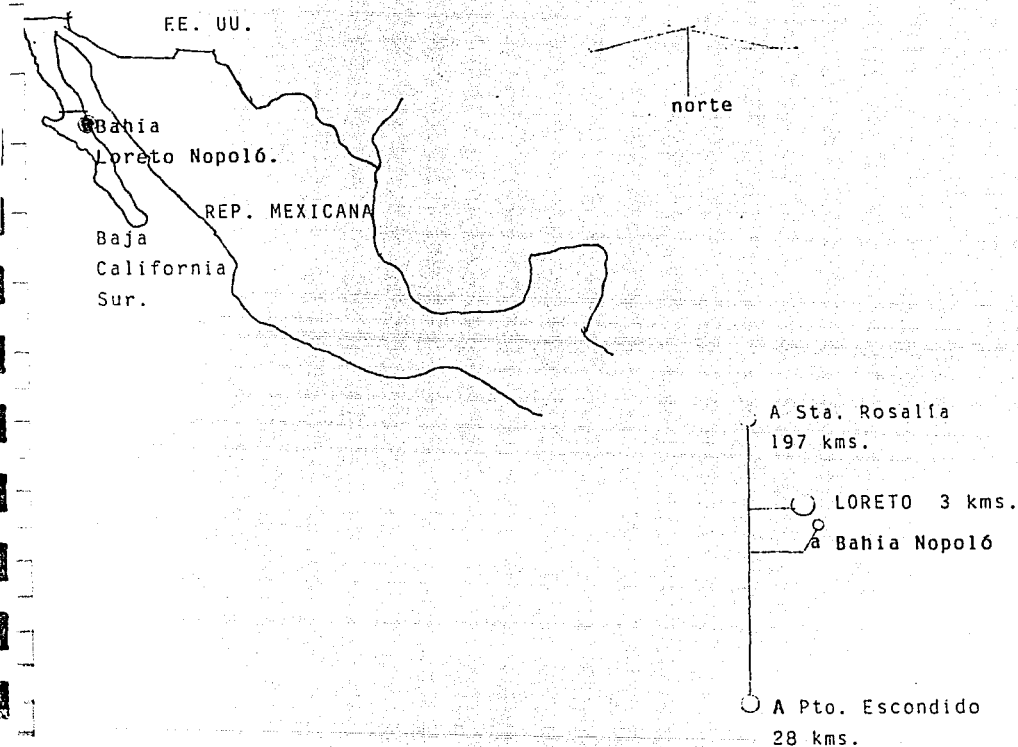 EE. UU.
norte
Bahia
Loreto Nopoló.
REP. MEXICANA
Baja
California
Sur.
A Sta. Rosalía
197 kms.
LORETO 3 kms.
a Bahia Nopoló
A Pto. Escondido
28 kms.